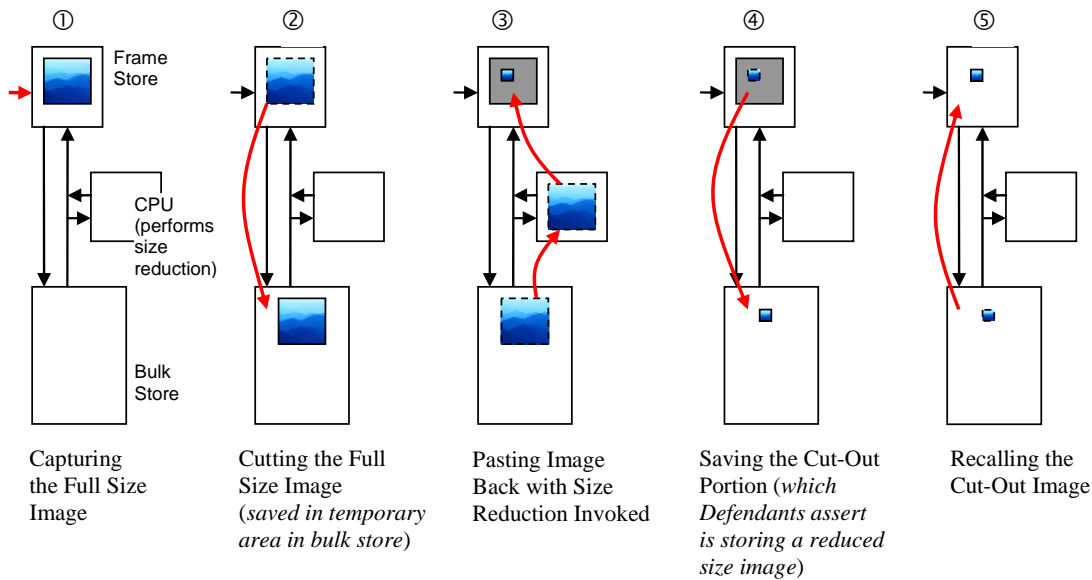 ① ② ③ ④ ⑤
Frame
Store
CPU
(performs
size
reduction)
Bulk
Store
Capturing
the Full Size
Image
Cutting the Full
Size Image
(saved in temporary
area in bulk store)
Pasting Image
Back with Size
Reduction Invoked
Saving the Cut-Out
Portion (which
Defendants assert
is storing a reduced
size image)
Recalling the
Cut-Out Image